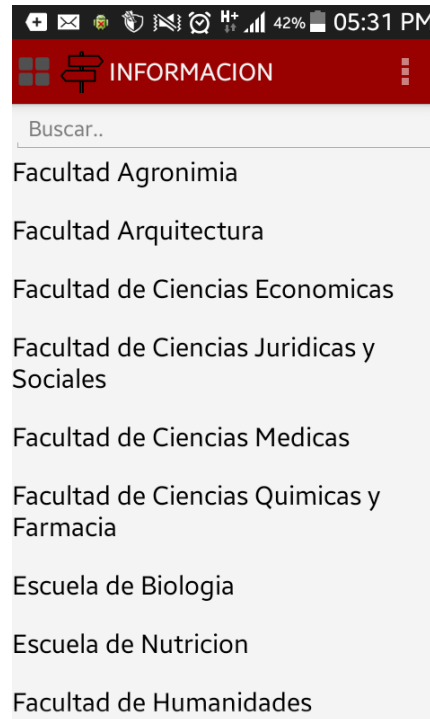 H+ 42% 05:31 PM
INFORMACION
Buscar..
Facultad Agronimia
Facultad Arquitectura
Facultad de Ciencias Economicas
Facultad de Ciencias Juridicas y
Sociales
Facultad de Ciencias Medicas
Facultad de Ciencias Quimicas y
Farmacia
Escuela de Biologia
Escuela de Nutricion
Facultad de Humanidades